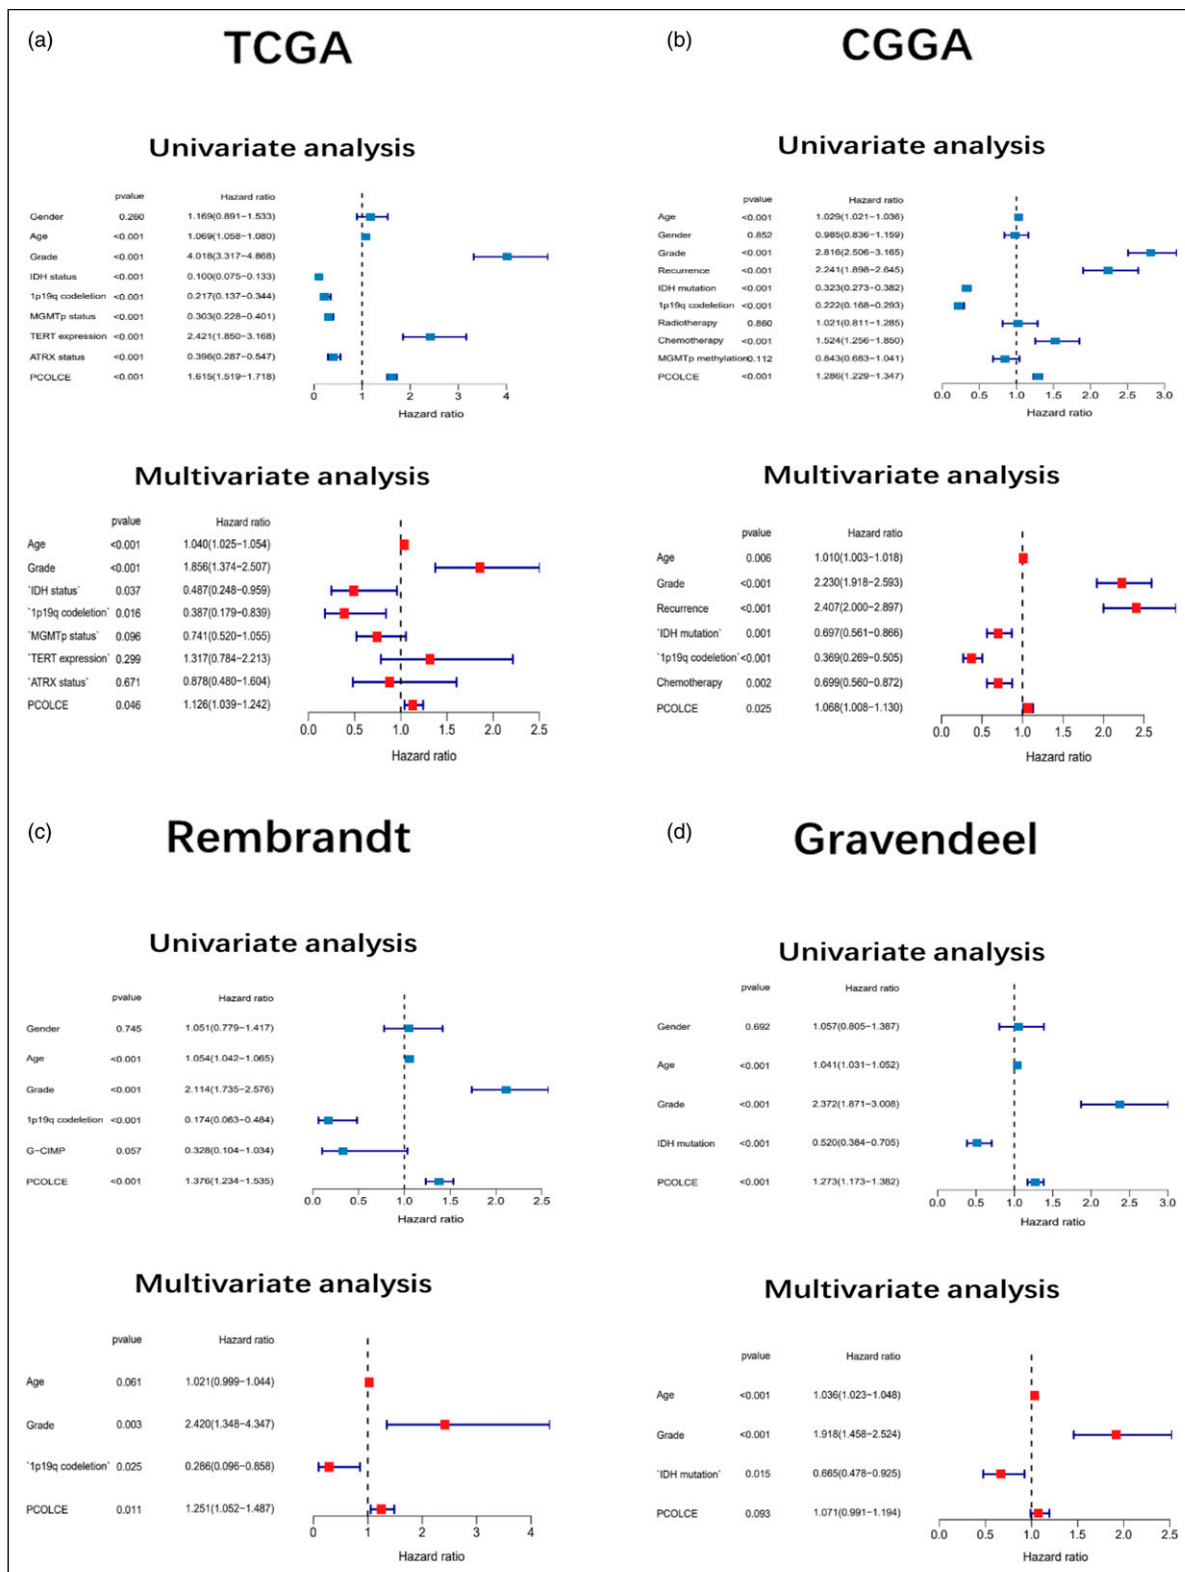 (a) TCGA
Univariate analysis
pvalue Hazard ratio
Gender 0.260 1.169(0.891−1.533)
Age <0.001 1.069(1.058−1.080)
Grade <0.001 4.018(3.317−4.868)
IDH status <0.001 0.100(0.075−0.133)
1p19q codeletion <0.001 0.217(0.137−0.344)
MGMTp status <0.001 0.303(0.228−0.401)
TERT expression <0.001 2.421(1.850−3.168)
ATRX status <0.001 0.396(0.287−0.547)
PCOLCE <0.001 1.615(1.519−1.718)
0 1 2 3 4
Hazard ratio
Multivariate analysis
pvalue Hazard ratio
Age <0.001 1.040(1.025−1.054)
Grade <0.001 1.856(1.374−2.507)
`IDH status` 0.037 0.487(0.248−0.959)
`1p19q codeletion` 0.016 0.387(0.179−0.839)
`MGMTp status` 0.096 0.741(0.520−1.055)
`TERT expression` 0.299 1.317(0.784−2.213)
`ATRX status` 0.671 0.878(0.480−1.604)
PCOLCE 0.046 1.126(1.039−1.242)
0.0 0.5 1.0 1.5 2.0 2.5
Hazard ratio
(b) CGGA
Univariate analysis
pvalue Hazard ratio
Age <0.001 1.029(1.021−1.036)
Gender 0.852 0.985(0.836−1.159)
Grade <0.001 2.816(2.506−3.165)
Recurrence <0.001 2.241(1.898−2.645)
IDH mutation <0.001 0.323(0.273−0.382)
1p19q codeletion <0.001 0.222(0.168−0.293)
Radiotherapy 0.860 1.021(0.811−1.285)
Chemotherapy <0.001 1.524(1.256−1.850)
MGMTp methylation 0.112 0.843(0.683−1.041)
PCOLCE <0.001 1.286(1.229−1.347)
0.0 0.5 1.0 1.5 2.0 2.5 3.0
Hazard ratio
Multivariate analysis
pvalue Hazard ratio
Age 0.006 1.010(1.003−1.018)
Grade <0.001 2.230(1.918−2.593)
Recurrence <0.001 2.407(2.000−2.897)
`IDH mutation` 0.001 0.697(0.561−0.866)
`1p19q codeletion` <0.001 0.369(0.269−0.505)
Chemotherapy 0.002 0.699(0.560−0.872)
PCOLCE 0.025 1.068(1.008−1.130)
0.0 0.5 1.0 1.5 2.0 2.5
Hazard ratio
(c) Rembrandt
Univariate analysis
pvalue Hazard ratio
Gender 0.745 1.051(0.779−1.417)
Age <0.001 1.054(1.042−1.065)
Grade <0.001 2.114(1.735−2.576)
1p19q codeletion <0.001 0.174(0.063−0.484)
G−CIMP 0.057 0.328(0.104−1.034)
PCOLCE <0.001 1.376(1.234−1.535)
0.0 0.5 1.0 1.5 2.0 2.5
Hazard ratio
Multivariate analysis
pvalue Hazard ratio
Age 0.061 1.021(0.999−1.044)
Grade 0.003 2.420(1.348−4.347)
`1p19q codeletion` 0.025 0.286(0.096−0.858)
PCOLCE 0.011 1.251(1.052−1.487)
0 1 2 3 4
Hazard ratio
(d) Gravendeel
Univariate analysis
pvalue Hazard ratio
Gender 0.692 1.057(0.805−1.387)
Age <0.001 1.041(1.031−1.052)
Grade <0.001 2.372(1.871−3.008)
IDH mutation <0.001 0.520(0.384−0.705)
PCOLCE <0.001 1.273(1.173−1.382)
0.0 0.5 1.0 1.5 2.0 2.5 3.0
Hazard ratio
Multivariate analysis
pvalue Hazard ratio
Age <0.001 1.036(1.023−1.048)
Grade <0.001 1.918(1.458−2.524)
`IDH mutation` 0.015 0.665(0.478−0.925)
PCOLCE 0.093 1.071(0.991−1.194)
0.0 0.5 1.0 1.5 2.0 2.5
Hazard ratio